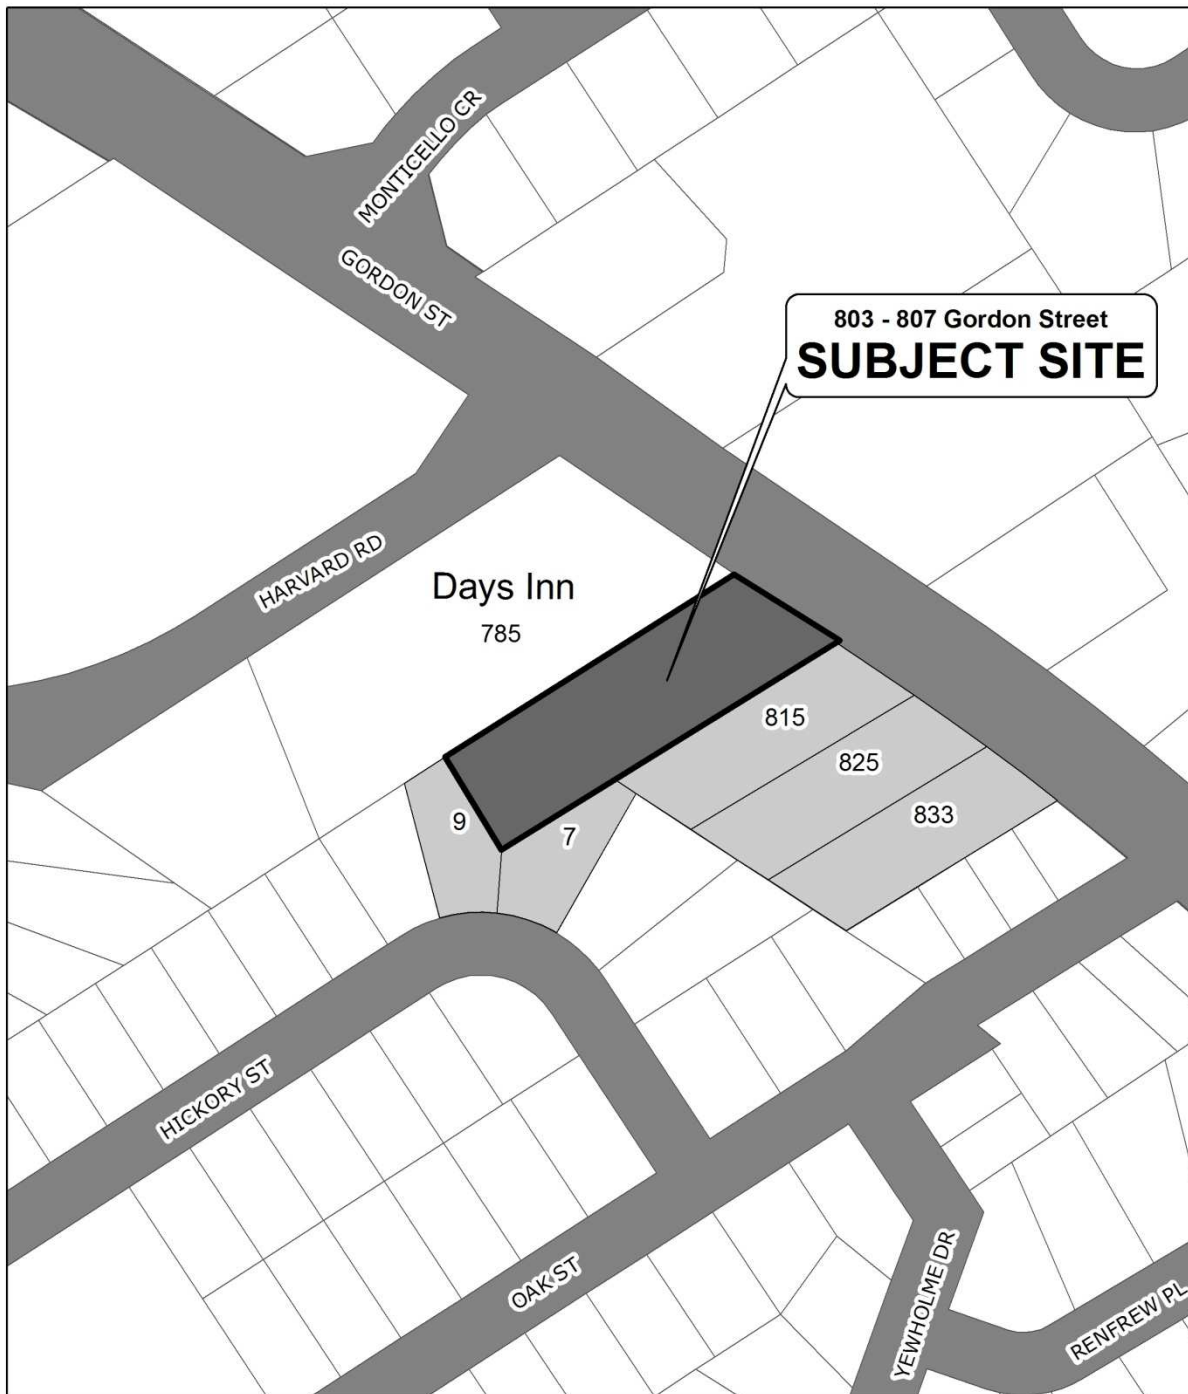 MONTICELLO CR
GORDON ST
803 - 807 Gordon Street
SUBJECT SITE
HARVARD RD
Days Inn
785
815
825
833
9
7
HICKORY ST
OAK ST
YEWHOLME DR
RENFREW PL